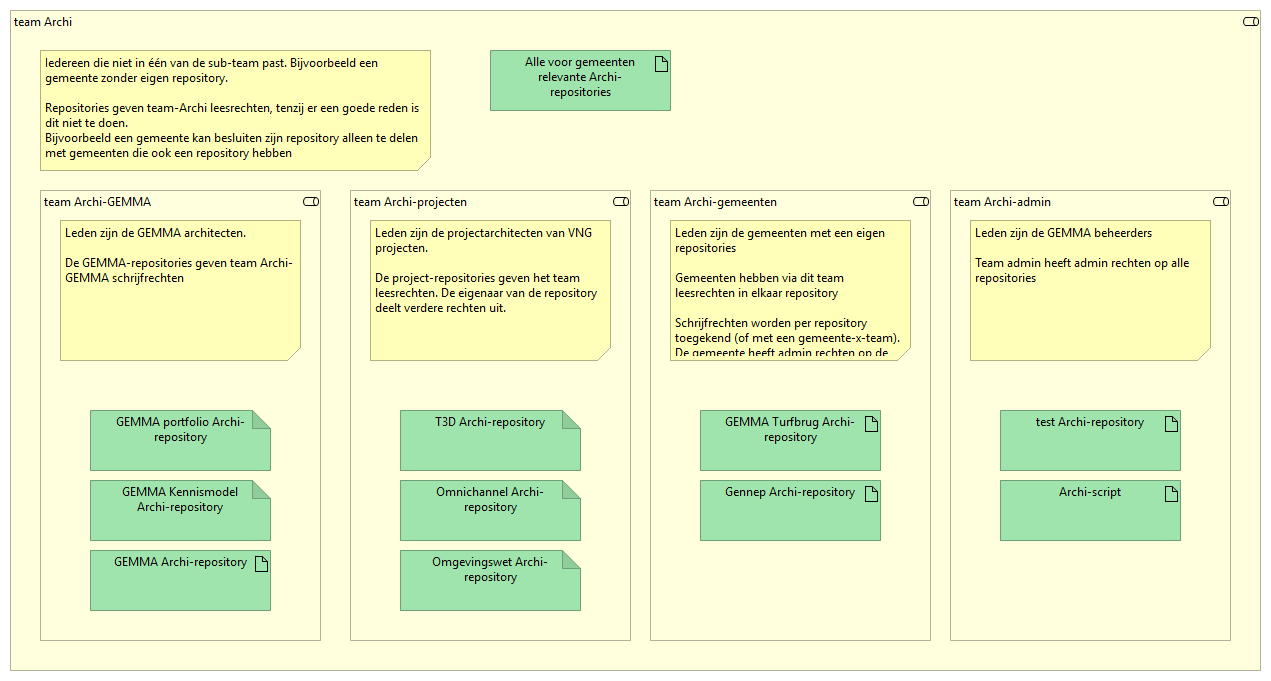 team Archi
Iedereen die niet in één van de sub-team past. Bijvoorbeeld een
gemeente zonder eigen repository.
Repositories geven team-Archi leesrechten, tenzij er een goede reden is
dit niet te doen.
Bijvoorbeeld een gemeente kan besluiten zijn repository alleen te delen
met gemeenten die ook een repository hebben
Alle voor gemeenten
relevante Archi-
repositories
team Archi-GEMMA
Leden zijn de GEMMA architecten.
De GEMMA-repositories geven team Archi-
GEMMA schrijfrechten
GEMMA portfolio Archi-
repository
GEMMA Kennismodel
Archi-repository
GEMMA Archi-repository
team Archi-projecten
Leden zijn de projectarchitecten van VNG
projecten.
De project-repositories geven het team
leesrechten. De eigenaar van de repository
deelt verdere rechten uit.
T3D Archi-repository
Omnichannel Archi-
repository
Omgevingswet Archi-
repository
team Archi-gemeenten
Leden zijn de gemeenten met een eigen
repositories
Gemeenten hebben via dit team
leesrechten in elkaar repository
Schrijfrechten worden per repository
toegekend (of met een gemeente-x-team).
De gemeente heeft admin rechten op de
GEMMA Turfbrug Archi-
repository
Gennep Archi-repository
team Archi-admin
Leden zijn de GEMMA beheerders
Team admin heeft admin rechten op alle
repositories
test Archi-repository
Archi-script